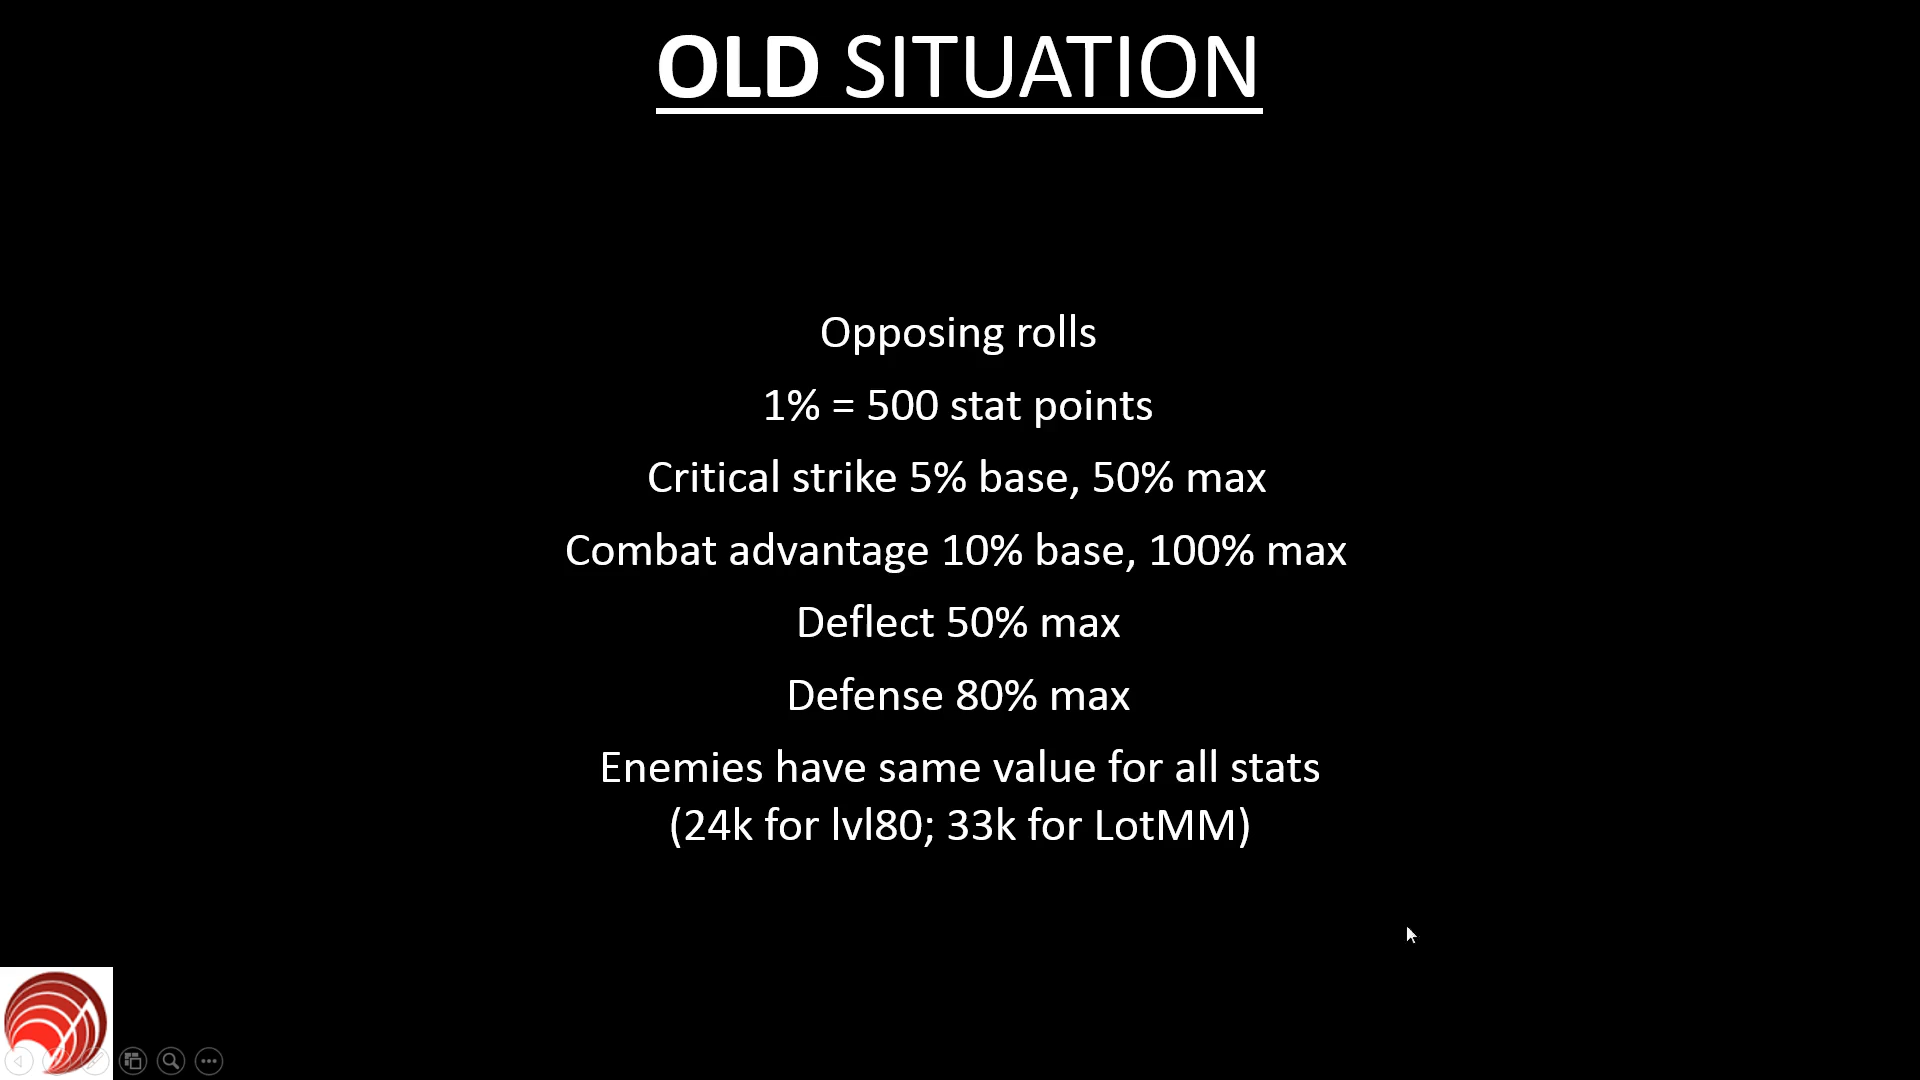 OLD SITUATION
Opposing rolls
1% = 500 stat points
Critical strike 5% base, 50% max
Combat advantage 10% base, 100% max
Deflect 50% max
Defense 80% max
Enemies have same value for all stats
(24k for lvl80; 33k for LotMM)